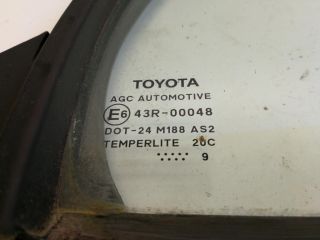 TOYOTA
AGC AUTOMOTIVE
E6 43R-00048
DOT-24 M188 AS2
TEMPERLITE 20C
9